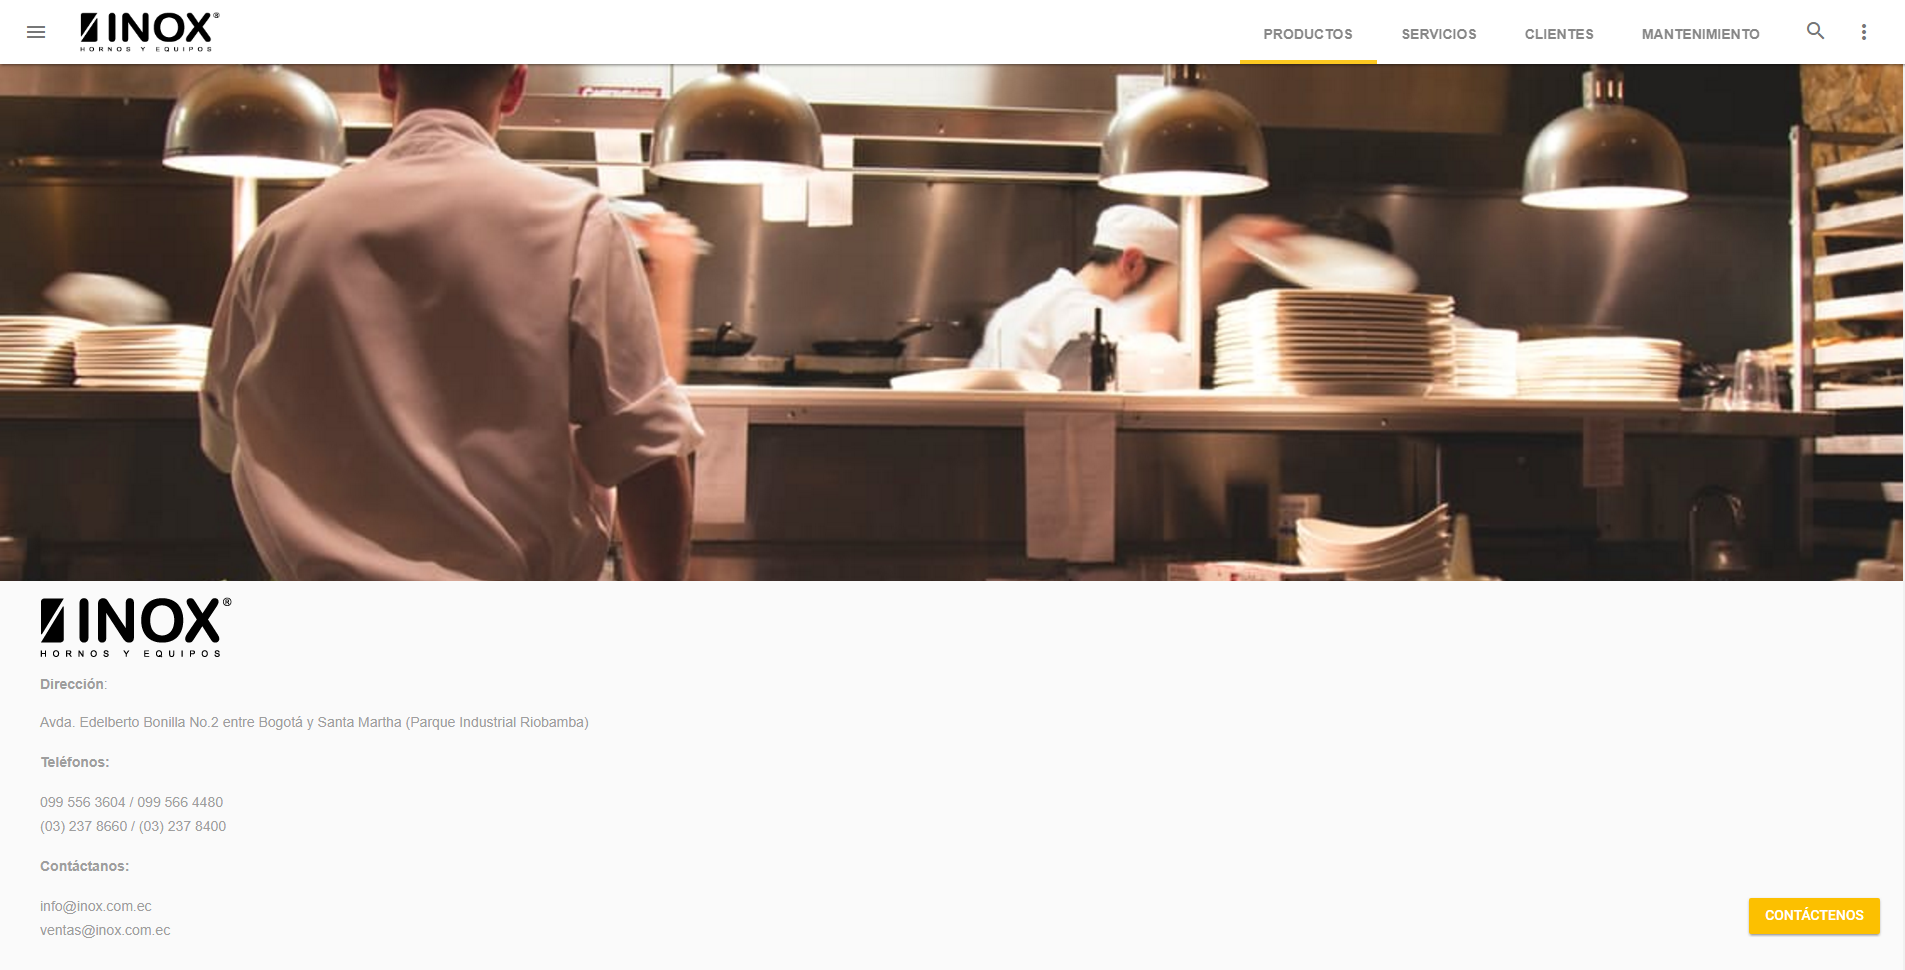 INOX®
HORNOS Y EQUIPOS
PRODUCTOS
SERVICIOS
CLIENTES
MANTENIMIENTO
INOX®
HORNOS Y EQUIPOS
Dirección:
Avda. Edelberto Bonilla No.2 entre Bogotá y Santa Martha (Parque Industrial Riobamba)
Teléfonos:
099 556 3604 / 099 566 4480
(03) 237 8660 / (03) 237 8400
Contáctanos:
info@inox.com.ec
ventas@inox.com.ec
CONTÁCTENOS